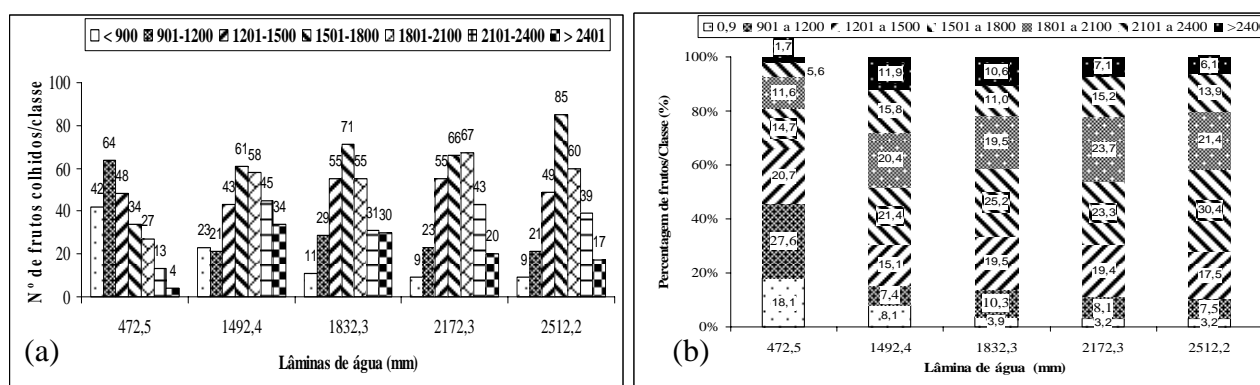 < 900 901-1200 1201-1500 1501-1800 1801-2100 2101-2400 > 2401
Nº de frutos colhidos/classe
100
80
60
40
20
0
42 64 48 34 27 13 4
23 21 43 61 58 45 34
11 29 55 71 55 31 30
9 23 55 66 67 43 20
9 21 49 85 60 39 17
472,5 1492,4 1832,3 2172,3 2512,2
Lâminas de água (mm)
(a)
0,9 901 a 1200 1201 a 1500 1501 a 1800 1801 a 2100 2101 a 2400 >2400
Percentagem de frutos/Classe (%)
100%
80%
60%
40%
20%
0%
1,7 5,6 11,6 14,7 20,7 27,6 18,1
11,9 15,8 20,4 21,4 15,1 7,4 8,1
10,6 11,0 19,5 25,2 19,5 10,3 3,9
7,1 15,2 23,7 23,3 19,4 8,1 3,2
6,1 13,9 21,4 30,4 17,5 7,5 3,2
472,5 1492,4 1832,3 2172,3 2512,2
Lâmina de água (mm)
(b)